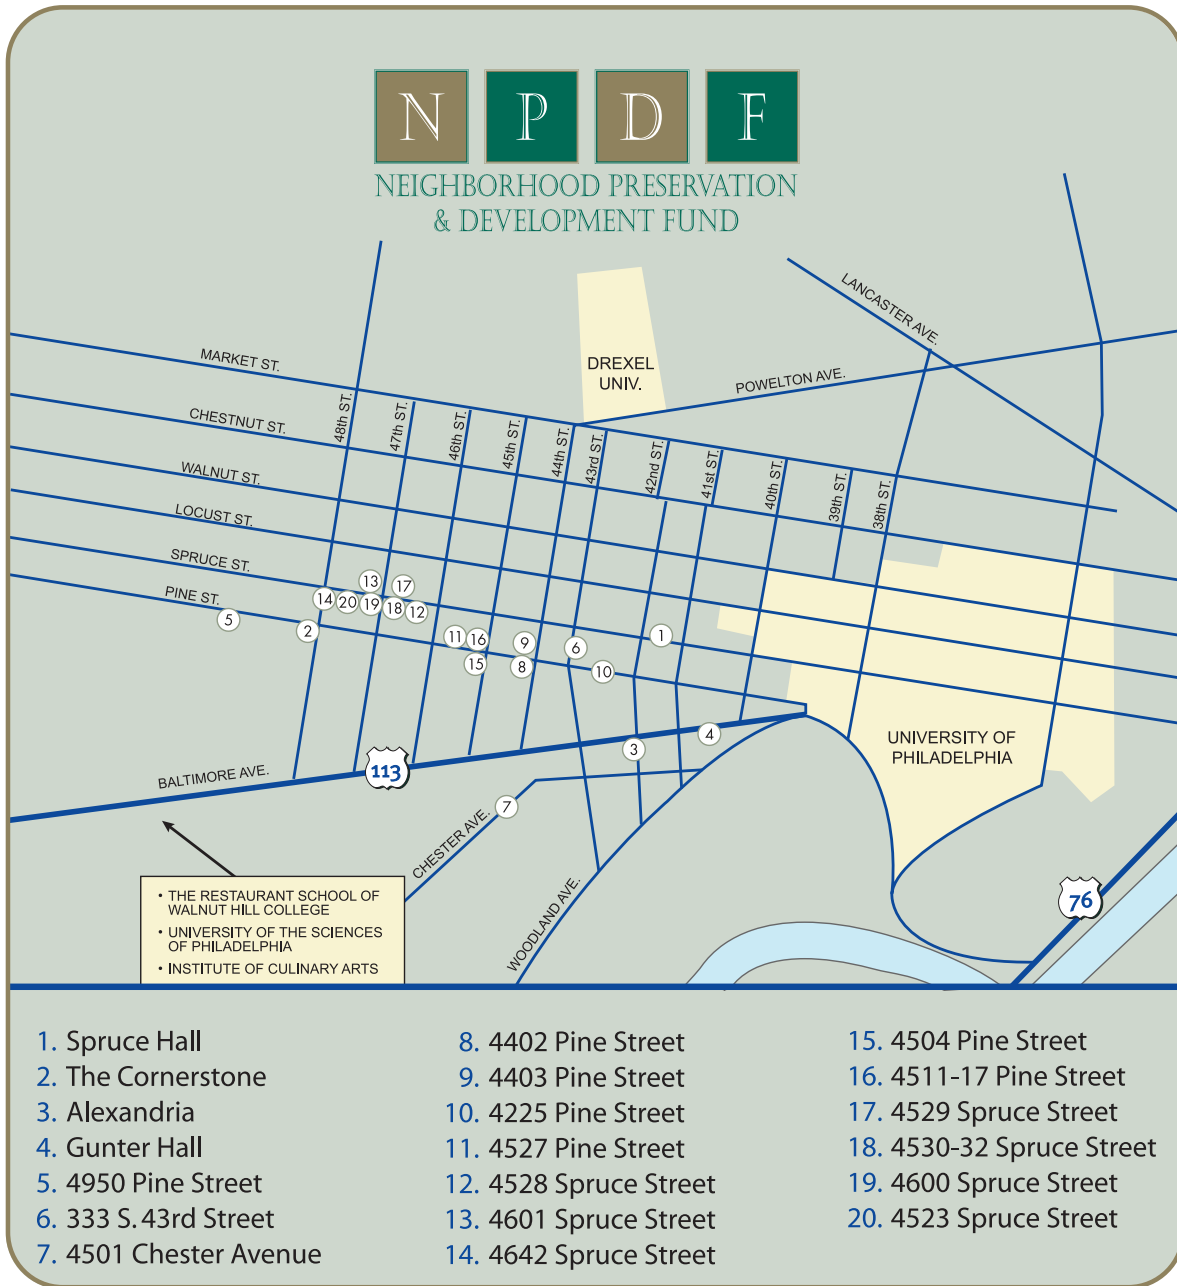 N P D F
NEIGHBORHOOD PRESERVATION
& DEVELOPMENT FUND
LANCASTER AVE.
MARKET ST.
DREXEL
UNIV.
POWELTON AVE.
CHESTNUT ST.
48th ST.
47th ST.
46th ST.
45th ST.
44th ST.
43rd ST.
42nd ST.
41st ST.
40th ST.
39th ST.
38th ST.
WALNUT ST.
LOCUST ST.
SPRUCE ST.
PINE ST.
13
17
14
20
19
18
12
5
2
11
16
9
6
1
15
8
10
4
3
UNIVERSITY OF
PHILADELPHIA
BALTIMORE AVE.
113
7
CHESTER AVE.
WOODLAND AVE.
76
• THE RESTAURANT SCHOOL OF
WALNUT HILL COLLEGE
• UNIVERSITY OF THE SCIENCES
OF PHILADELPHIA
• INSTITUTE OF CULINARY ARTS
1. Spruce Hall
2. The Cornerstone
3. Alexandria
4. Gunter Hall
5. 4950 Pine Street
6. 333 S. 43rd Street
7. 4501 Chester Avenue
8. 4402 Pine Street
9. 4403 Pine Street
10. 4225 Pine Street
11. 4527 Pine Street
12. 4528 Spruce Street
13. 4601 Spruce Street
14. 4642 Spruce Street
15. 4504 Pine Street
16. 4511-17 Pine Street
17. 4529 Spruce Street
18. 4530-32 Spruce Street
19. 4600 Spruce Street
20. 4523 Spruce Street